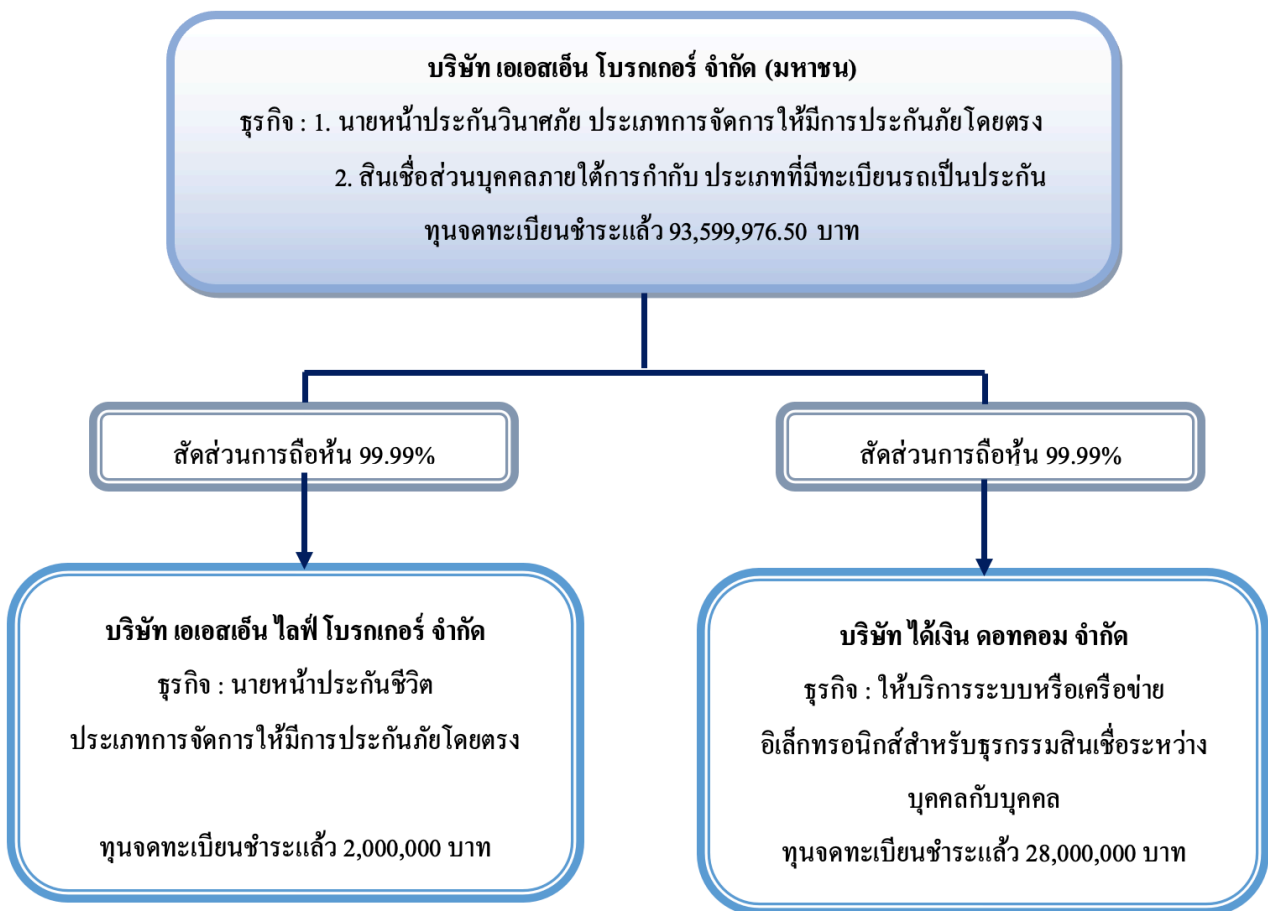 บริษัท เอเอสเอ็น โบรกเกอร์ จำกัด (มหาชน)
ธุรกิจ : 1. นายหน้าประกันวินาศภัย ประเภทการจัดการให้มีการประกันภัยโดยตรง
2. สินเชื่อส่วนบุคคลภายใต้การกำกับ ประเภทที่มีทะเบียนรถเป็นประกัน
ทุนจดทะเบียนชำระแล้ว 93,599,976.50 บาท
สัดส่วนการถือหุ้น 99.99%
สัดส่วนการถือหุ้น 99.99%
บริษัท เอเอสเอ็น ไลฟ์ โบรกเกอร์ จำกัด
ธุรกิจ : นายหน้าประกันชีวิต
ประเภทการจัดการให้มีการประกันภัยโดยตรง
ทุนจดทะเบียนชำระแล้ว 2,000,000 บาท
บริษัท ได้เงิน ดอทคอม จำกัด
ธุรกิจ : ให้บริการระบบหรือเครือข่าย
อิเล็กทรอนิกส์สำหรับธุรกรรมสินเชื่อระหว่าง
บุคคลกับบุคคล
ทุนจดทะเบียนชำระแล้ว 28,000,000 บาท